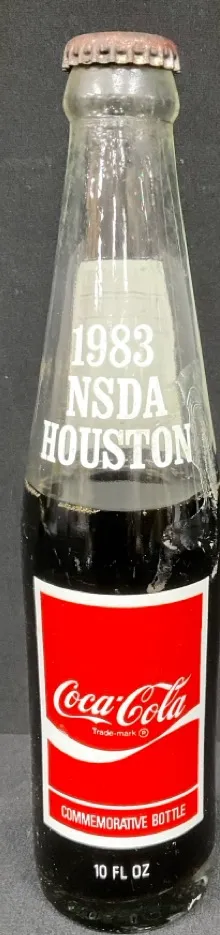 1983
NSDA
HOUSTON
Coca-Cola
Trade-mark ®
COMMEMORATIVE BOTTLE
10 FL OZ